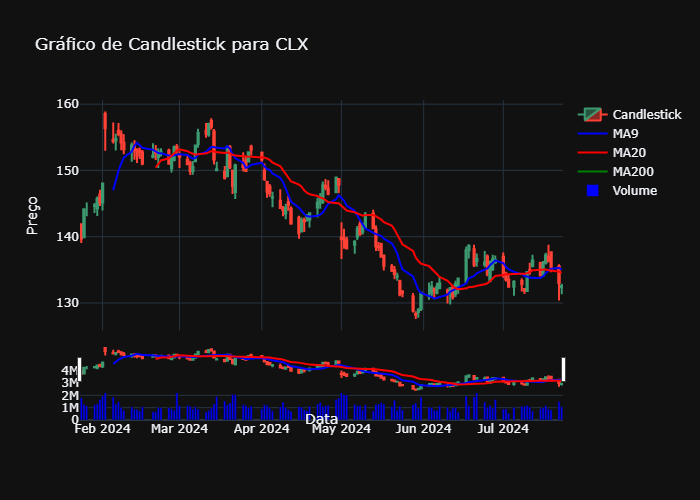 Gráfico de Candlestick para CLX
160
150
140
130
Preço
Candlestick
MA9
MA20
MA200
Volume
4M
3M
2M
1M
0
Data
Feb 2024
Mar 2024
Apr 2024
May 2024
Jun 2024
Jul 2024